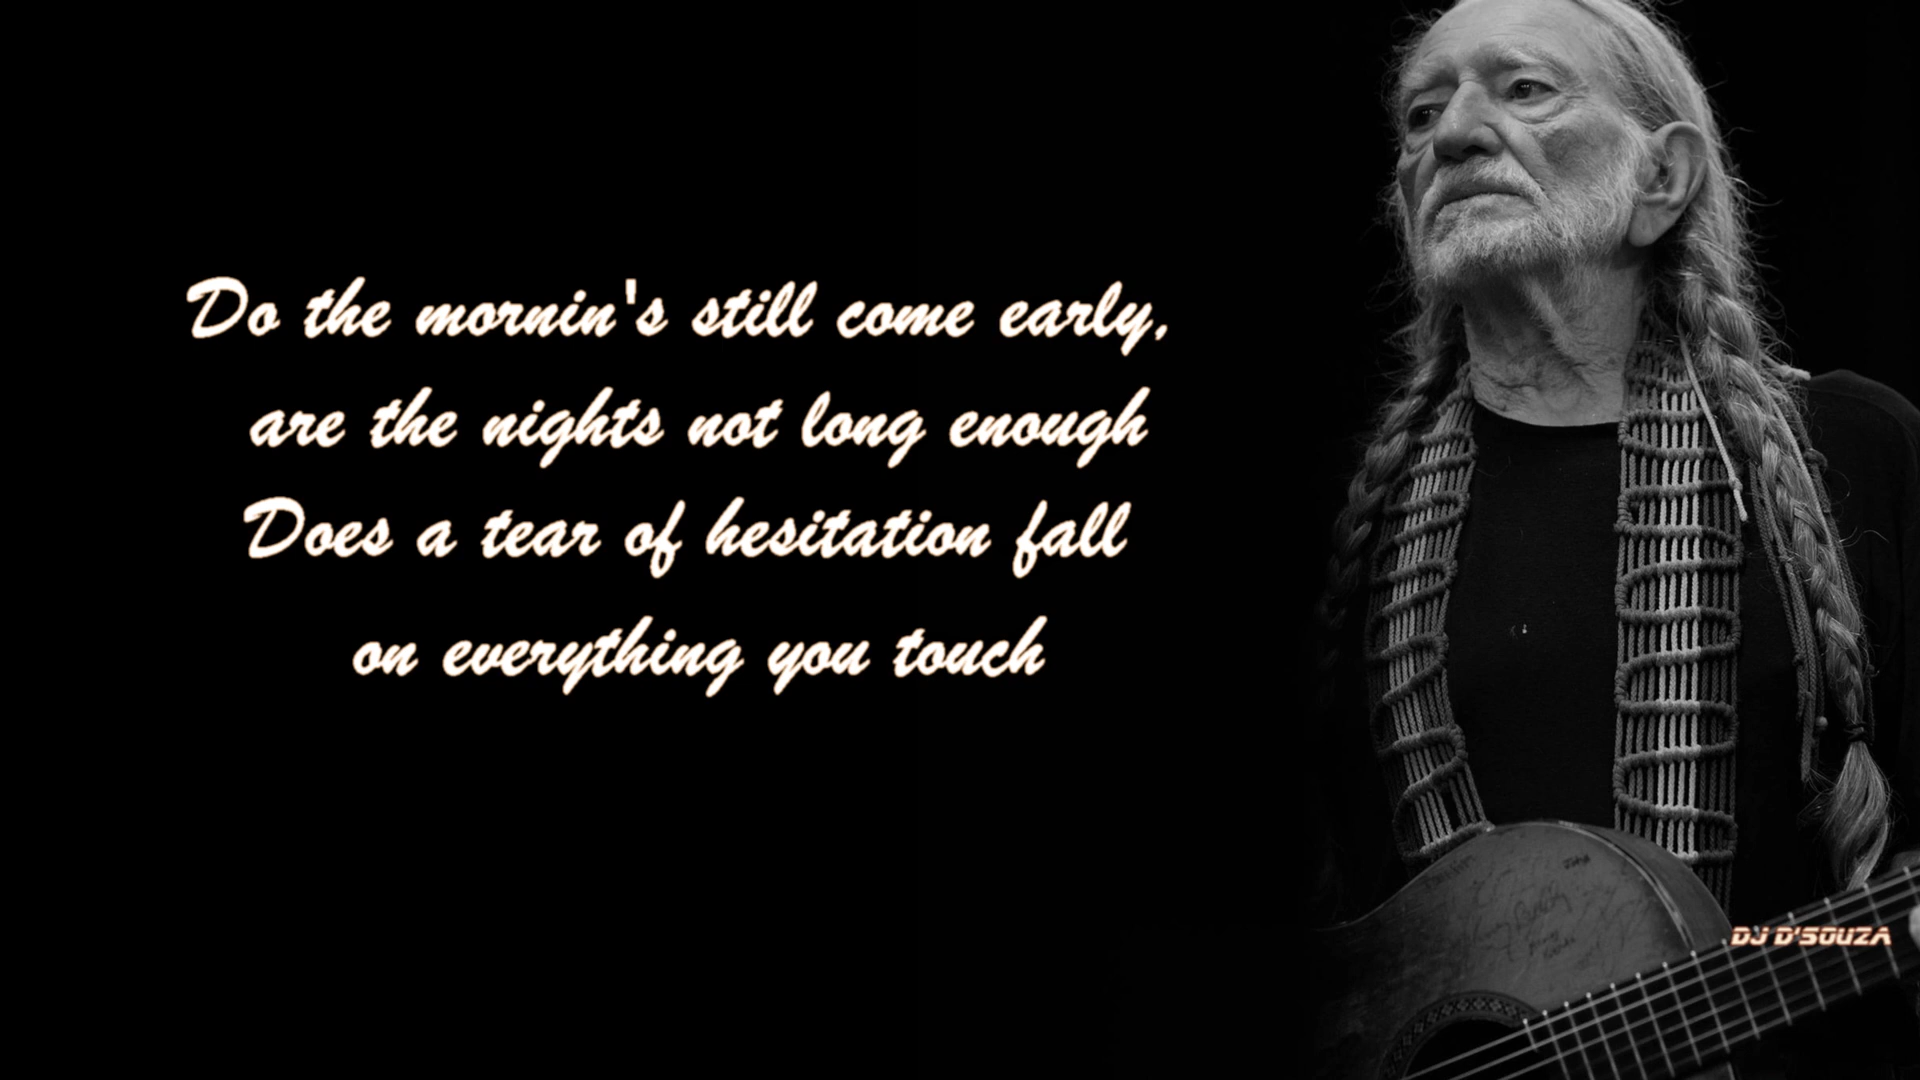 Do the mornin's still come early,
are the nights not long enough
Does a tear of hesitation fall
on everything you touch
DJ D'SOUZA